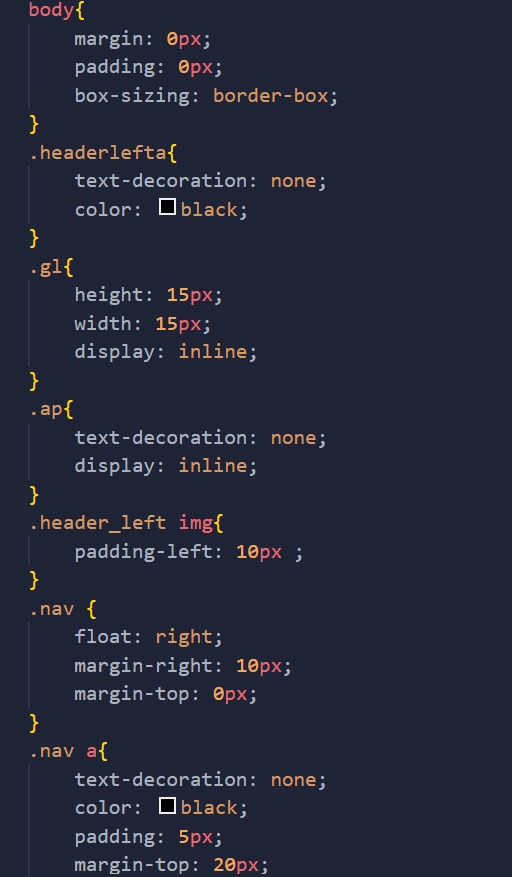 body{
    margin: 0px;
    padding: 0px;
    box-sizing: border-box;
}
.headerlefta{
    text-decoration: none;
    color: black;
}
.gl{
    height: 15px;
    width: 15px;
    display: inline;
}
.ap{
    text-decoration: none;
    display: inline;
}
.header_left img{
    padding-left: 10px ;
}
.nav {
    float: right;
    margin-right: 10px;
    margin-top: 0px;
}
.nav a{
    text-decoration: none;
    color: black;
    padding: 5px;
    margin-top: 20px;